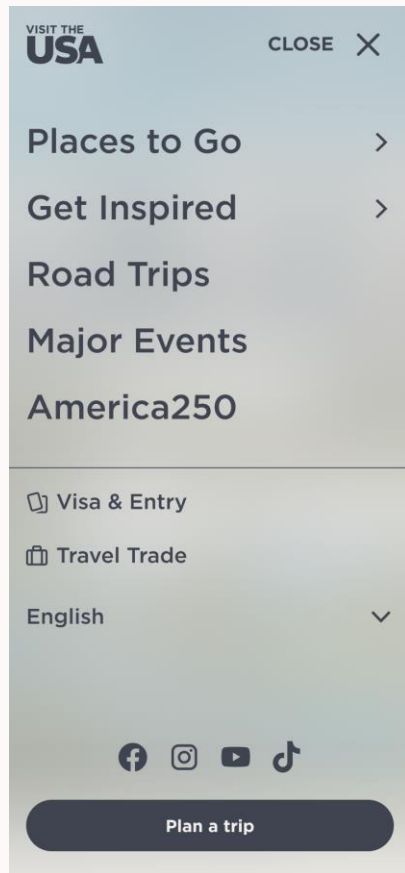 VISIT THE
USA
CLOSE
Places to Go
Get Inspired
Road Trips
Major Events
America250
Visa & Entry
Travel Trade
English
Plan a trip